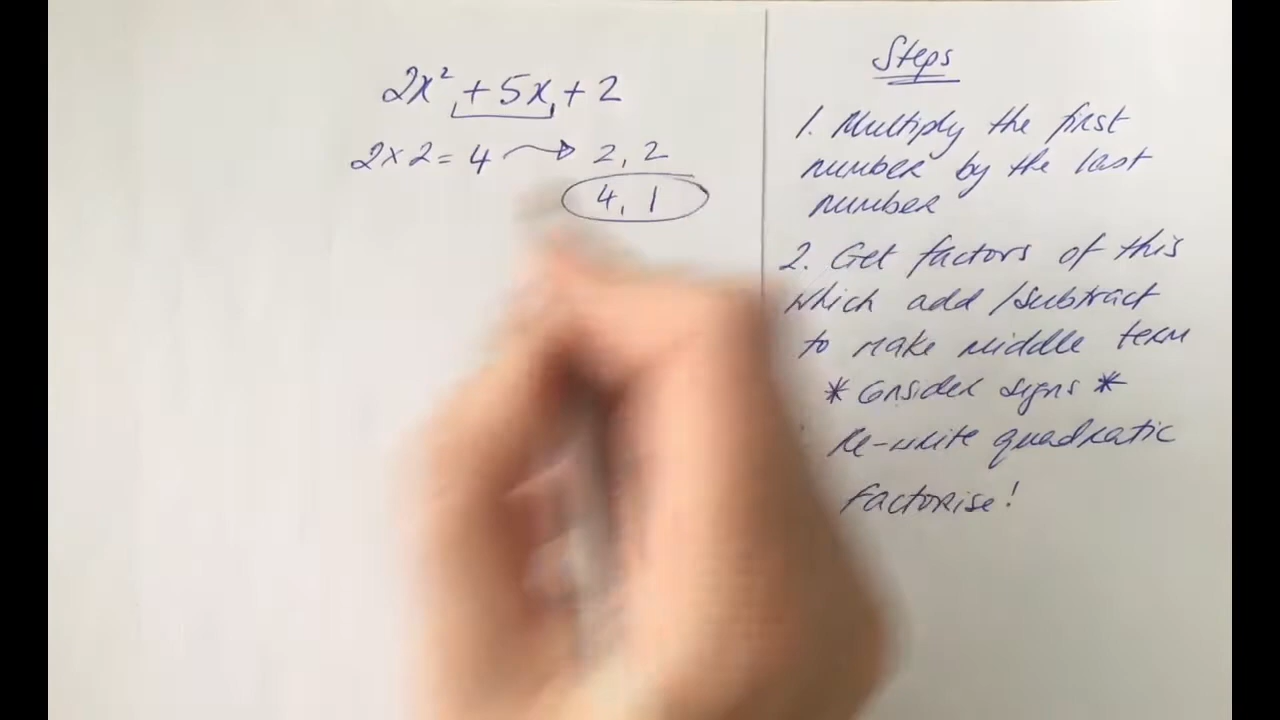 2x² + 5x + 2
2 × 2 = 4 → 2, 2
4, 1
Steps
1. Multiply the first
number by the last
number
2. Get factors of this
which add /subtract
to make middle term
* Consider signs *
Re-write quadratic
Factorise!